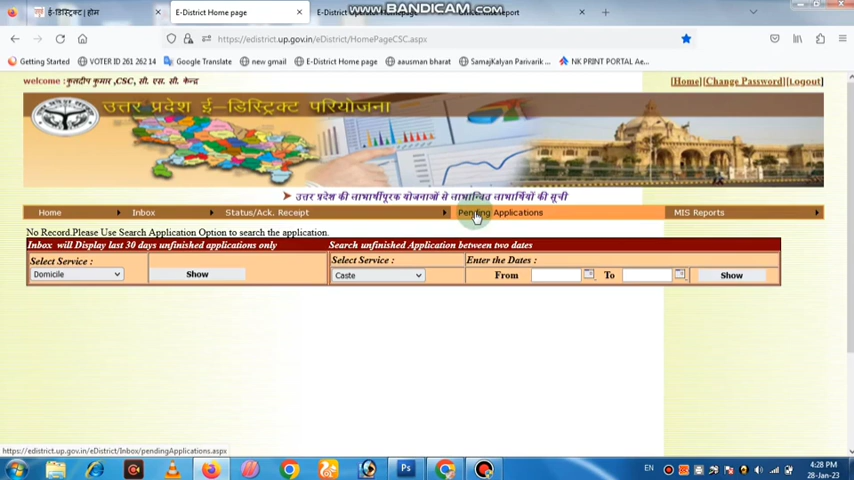 www.BANDICAM.com
ई-डिस्ट्रिक्ट | होम
E-District Home page
E-District
report
https://edistrict.up.gov.in/eDistrict/HomePageCSC.aspx
Getting Started
VOTER ID 261 262 14
Google Translate
new gmail
E-District Home Page
aausman bharat
SamajKalyan Parivarik ...
NK PRINT PORTAL Ae...
welcome :कुलदीप कुमार ,CSC, सी. एस. सी. केन्द्र
[Home][Change Password][Logout]
उत्तर प्रदेश ई-डिस्ट्रिक्ट परियोजना
उत्तर प्रदेश की लाभार्थीपूरक योजनाओं से लाभान्वित लाभार्थियों की सूची
Home
Inbox
Status/Ack. Receipt
Pending Applications
MIS Reports
No Record.Please Use Search Application Option to search the application.
Inbox will Display last 30 days unfinished applications only
Search unfinished Application between two dates
Select Service :
Select Service :
Enter the Dates :
Domicile
Show
Caste
From
To
Show
https://edistrict.up.gov.in/eDistrict/Inbox/pendingApplications.aspx
Ps
EN
4:28 PM
28-Jan-23